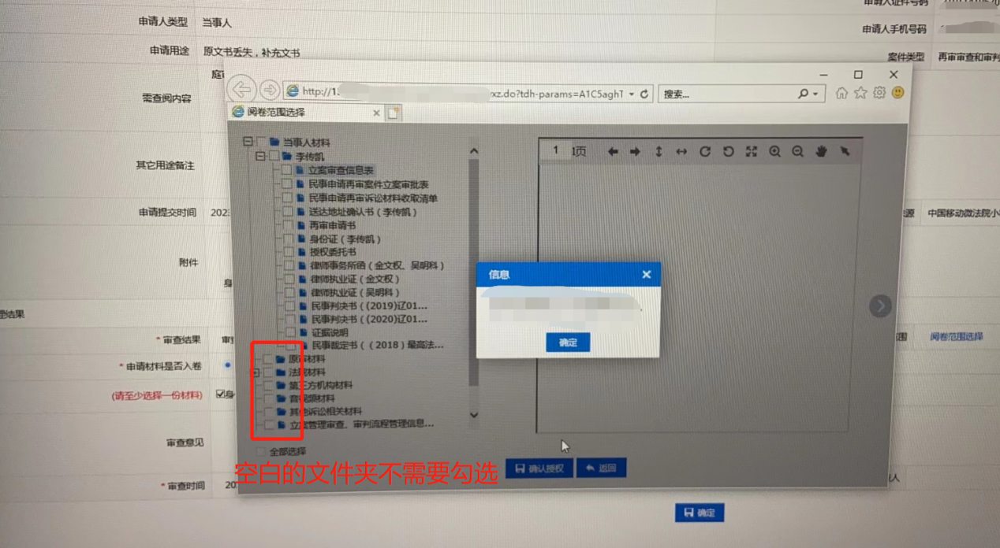 申请人证件号码
申请人类型 当事人
申请人手机号码
申请用途 原文书丢失，补充文书
案件类型 再审审查和审判
庭
需查阅内容
http://1
xz.do?tdh-params=A1C5aghT
搜索...
阅卷范围选择
当事人材料
李传凯
立案审查信息表
民事申请再审案件立案审批表
民事申请再审诉讼材料收取清单
送达地址确认书（李传凯）
再审申请书
身份证（李传凯）
授权委托书
律师事务所函（金文权、吴明科）
律师执业证（金文权）
律师执业证（吴明科）
民事判决书（(2019)辽01...
民事判决书（(2020)辽01...
证据说明
民事裁定书（（2018）最高法...
原审材料
法院材料
第三方机构材料
音视频材料
其他诉讼相关材料
立案管理审查、审判流程管理信息...
全部选择
空白的文件夹不需要勾选
1 页
信息
确定
确认授权
返回
其它用途备注
申请提交时间 202
源 中国移动微法院小
附件
身
理结果
* 审查结果 审
围 阅卷范围选择
* 申请材料是否入卷
(请至少选择一份材料) 身
审查意见
* 审查时间 20
人
确定